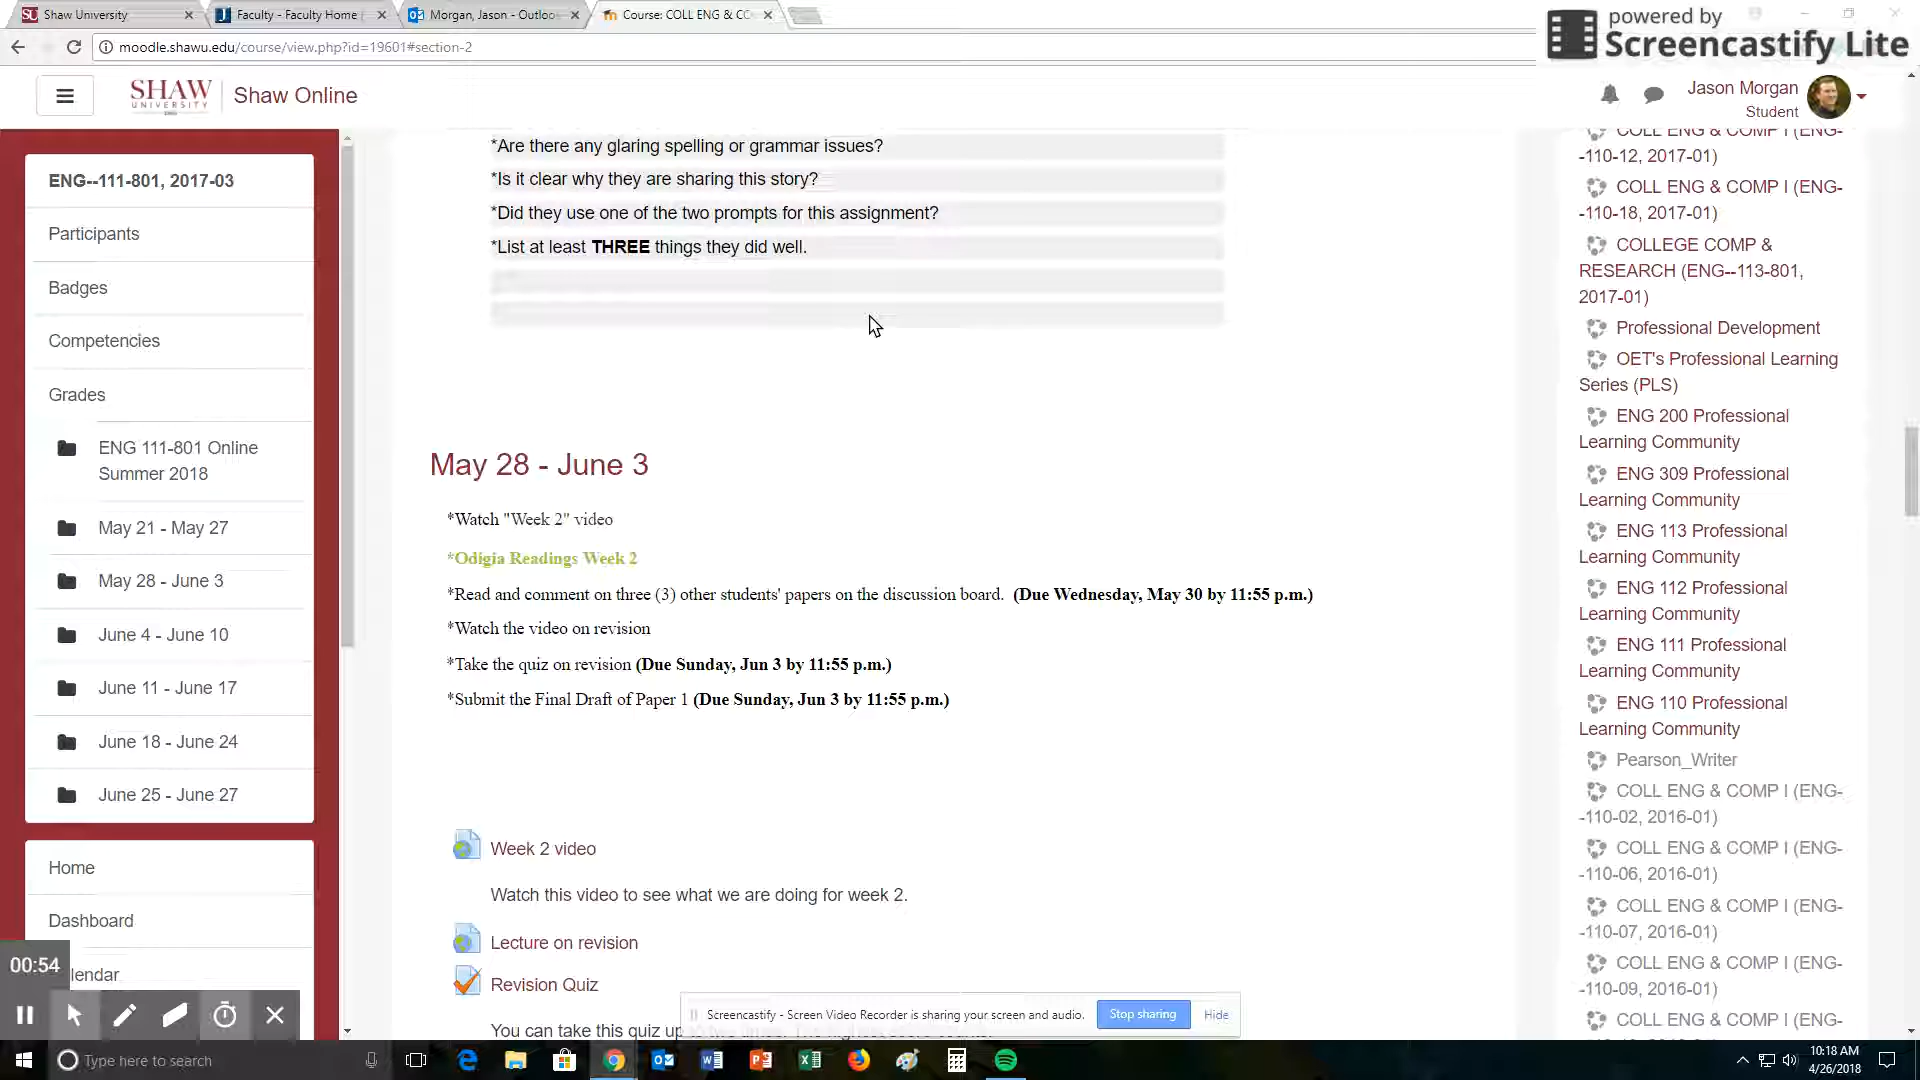 Shaw University
Faculty - Faculty Home
Morgan, Jason - Outloo
Course: COLL ENG & CO
powered by
Screencastify Lite
moodle.shawu.edu/course/view.php?id=19601#section-2
SHAW
UNIVERSITY
Shaw Online
Jason Morgan
Student
ENG--111-801, 2017-03
Participants
Badges
Competencies
Grades
ENG 111-801 Online
Summer 2018
May 21 - May 27
May 28 - June 3
June 4 - June 10
June 11 - June 17
June 18 - June 24
June 25 - June 27
Home
Dashboard
lendar
00:54
*Are there any glaring spelling or grammar issues?
*Is it clear why they are sharing this story?
*Did they use one of the two prompts for this assignment?
*List at least THREE things they did well.
May 28 - June 3
*Watch "Week 2" video
*Odigia Readings Week 2
*Read and comment on three (3) other students' papers on the discussion board. (Due Wednesday, May 30 by 11:55 p.m.)
*Watch the video on revision
*Take the quiz on revision (Due Sunday, Jun 3 by 11:55 p.m.)
*Submit the Final Draft of Paper 1 (Due Sunday, Jun 3 by 11:55 p.m.)
Week 2 video
Watch this video to see what we are doing for week 2.
Lecture on revision
Revision Quiz
You can take this quiz up
Screencastify - Screen Video Recorder is sharing your screen and audio.
Stop sharing
Hide
COLL ENG & COMP I (ENG-
-110-12, 2017-01)
COLL ENG & COMP I (ENG-
-110-18, 2017-01)
COLLEGE COMP &
RESEARCH (ENG--113-801,
2017-01)
Professional Development
OET's Professional Learning
Series (PLS)
ENG 200 Professional
Learning Community
ENG 309 Professional
Learning Community
ENG 113 Professional
Learning Community
ENG 112 Professional
Learning Community
ENG 111 Professional
Learning Community
ENG 110 Professional
Learning Community
Pearson_Writer
COLL ENG & COMP I (ENG-
-110-02, 2016-01)
COLL ENG & COMP I (ENG-
-110-06, 2016-01)
COLL ENG & COMP I (ENG-
-110-07, 2016-01)
COLL ENG & COMP I (ENG-
-110-09, 2016-01)
COLL ENG & COMP I (ENG-
Type here to search
10:18 AM
4/26/2018